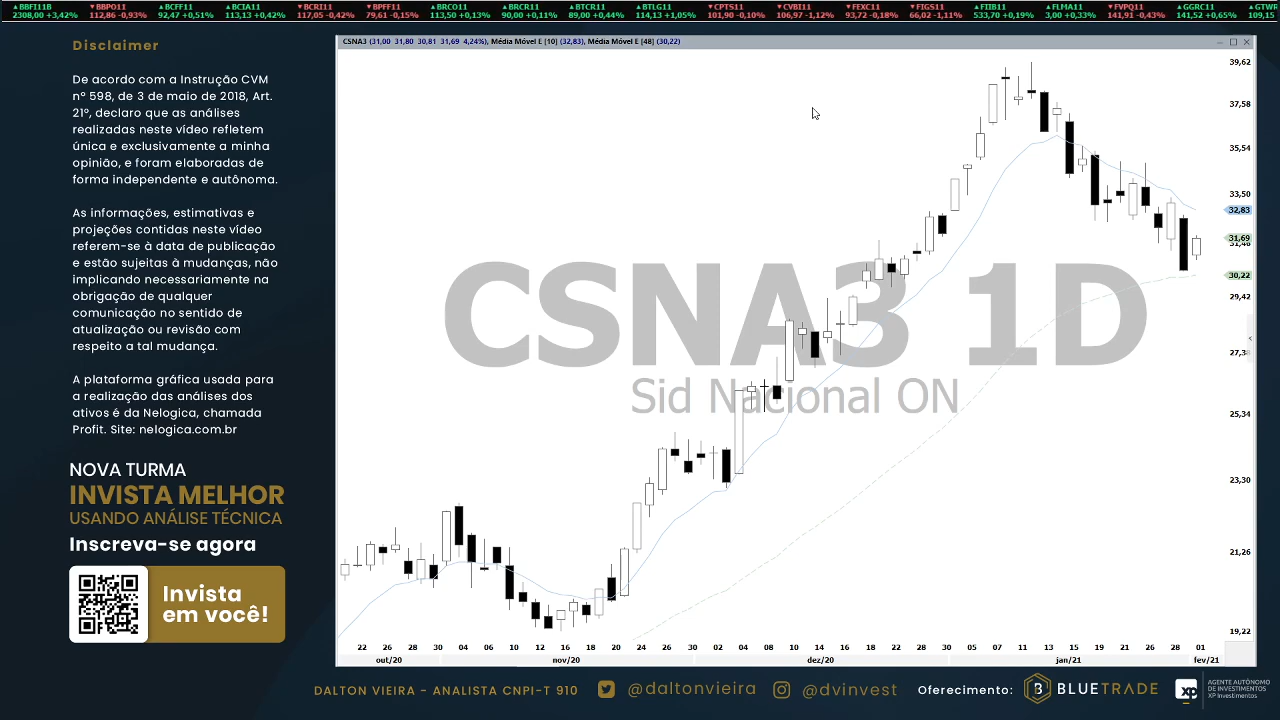 ▲BBFI11B ▼BBPO11 ▲BCFF11 ▲BCIA11 ▼BCRI11 ▼BPFF11 ▲BRCO11 ▲BRCR11 ▲BTCR11 ▲BTLG11 ▼CPTS11 ▼CVBI11 ▼FEXC11 ▼FIGS11 ▲FIIB11 ▲FLMA11 ▼FVPQ11 ▲GGRC11 ▲GTWR
2308,00 +3,42% 112,86 -0,93% 92,47 +0,51% 113,13 +0,42% 117,05 -0,42% 79,61 -0,15% 113,50 +0,13% 90,00 +0,11% 89,00 +0,44% 114,13 +1,05% 101,90 -0,10% 106,97 -1,12% 93,72 -0,18% 66,02 -1,11% 533,70 +0,19% 3,00 +0,33% 141,91 -0,43% 141,52 +0,65% 109,15
Disclaimer
De acordo com a Instrução CVM
nº 598, de 3 de maio de 2018, Art.
21º, declaro que as análises
realizadas neste vídeo refletem
única e exclusivamente a minha
opinião, e foram elaboradas de
forma independente e autônoma.
As informações, estimativas e
projeções contidas neste vídeo
referem-se à data de publicação
e estão sujeitas à mudanças, não
implicando necessariamente na
obrigação de qualquer
comunicação no sentido de
atualização ou revisão com
respeito a tal mudança.
A plataforma gráfica usada para
a realização das análises dos
ativos é da Nelogica, chamada
Profit. Site: nelogica.com.br
NOVA TURMA
INVISTA MELHOR
USANDO ANÁLISE TÉCNICA
Inscreva-se agora
Invista
em você!
CSNA3 (31,00 31,80 30,81 31,69 4,24%), Média Móvel E [10] (32,83), Média Móvel E [48] (30,22)
CSNA3 1D
Sid Nacional ON
39,62
37,58
35,54
33,50
32,83
31,69
30,22
29,42
25,34
23,30
21,26
19,22
22 26 28 30 04 06 10 12 16 18 20 24 26 30 02 04 08 10 14 16 18 22 28 30 05 07 11 13 15 19 21 26 28 01
out/20 nov/20 dez/20 jan/21 fev/21
DALTON VIEIRA - ANALISTA CNPI-T 910 @daltonvieira @dvinvest Oferecimento: BLUETRADE xp
AGENTE AUTÔNOMO
DE INVESTIMENTOS
XP Investimentos